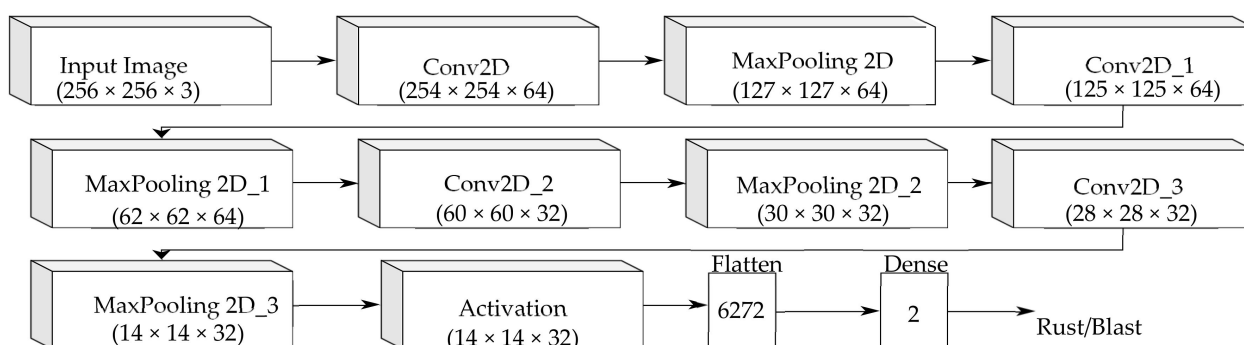 Input Image
(256 × 256 × 3)
Conv2D
(254 × 254 × 64)
MaxPooling 2D
(127 × 127 × 64)
Conv2D_1
(125 × 125 × 64)
MaxPooling 2D_1
(62 × 62 × 64)
Conv2D_2
(60 × 60 × 32)
MaxPooling 2D_2
(30 × 30 × 32)
Conv2D_3
(28 × 28 × 32)
MaxPooling 2D_3
(14 × 14 × 32)
Activation
(14 × 14 × 32)
Flatten
6272
Dense
2
Rust/Blast